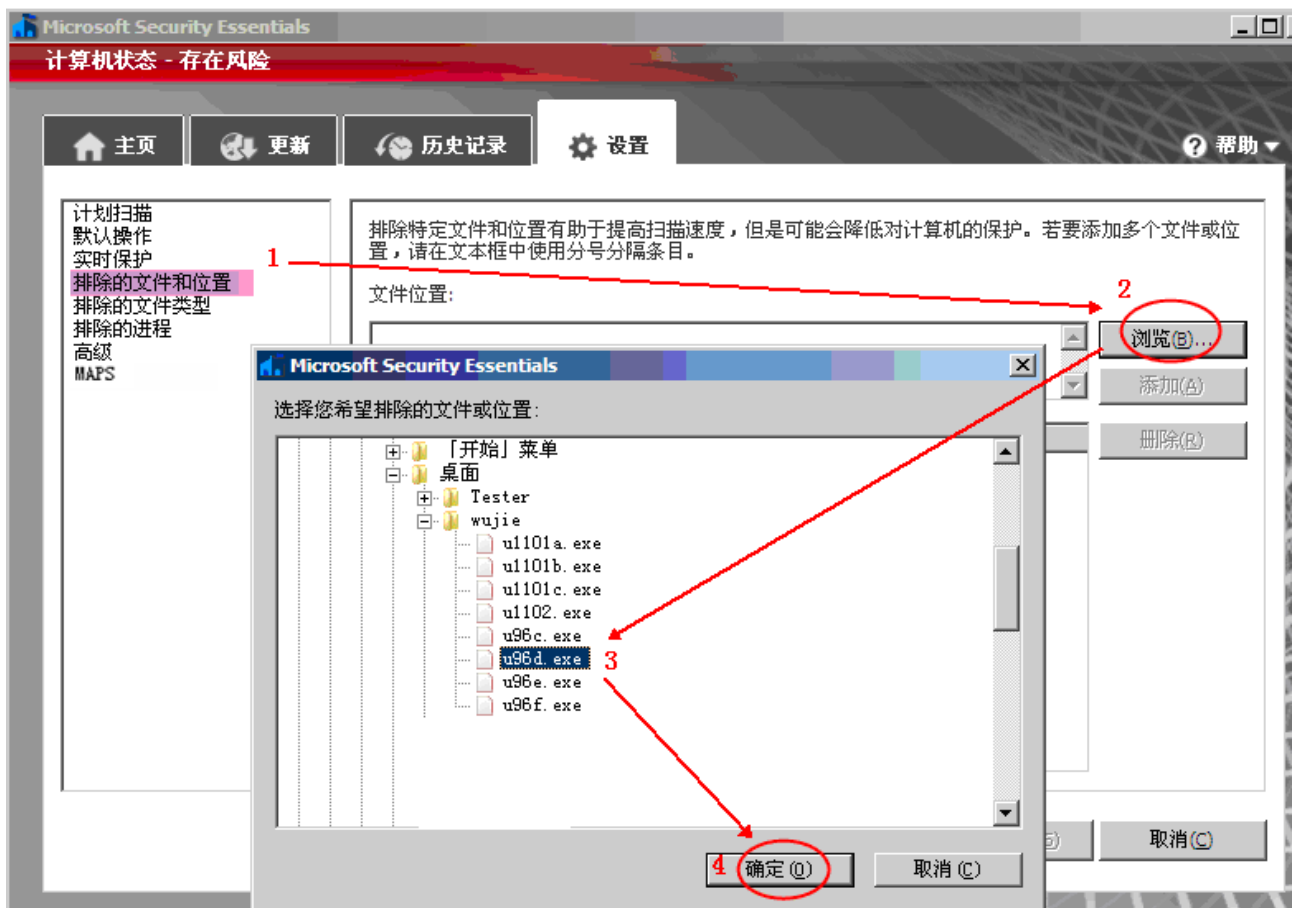 Microsoft Security Essentials
计算机状态 - 存在风险
主页
更新
历史记录
设置
帮助
计划扫描
默认操作
实时保护
排除的文件和位置
排除的文件类型
排除的进程
高级
MAPS
1
排除特定文件和位置有助于提高扫描速度，但是可能会降低对计算机的保护。若要添加多个文件或位
置，请在文本框中使用分号分隔条目。
文件位置:
2
浏览(B)...
添加(A)
删除(R)
Microsoft Security Essentials
选择您希望排除的文件或位置:
「开始」菜单
桌面
Tester
wujie
u1101a.exe
u1101b.exe
u1101c.exe
u1102.exe
u96c.exe
u96d.exe
3
u96e.exe
u96f.exe
4
确定(O)
取消(C)
取消(C)